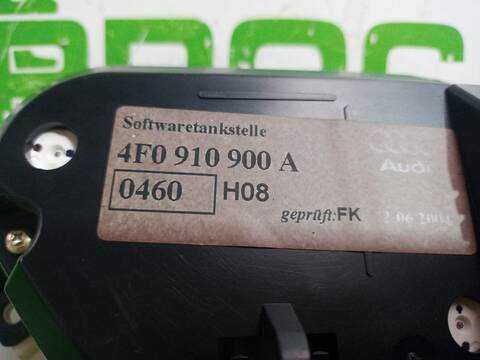 Softwaretankstelle
4F0 910 900 A
0460 H08
Audi
geprüft: FK